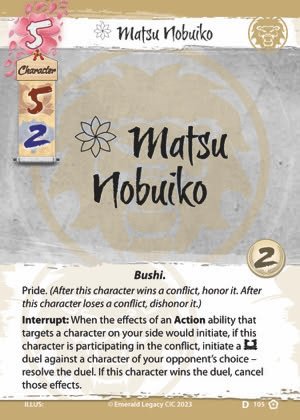 5
Matsu Nobuiko
Character
5
2
Matsu
Nobuiko
2
Bushi.
Pride. (After this character wins a conflict, honor it. After
this character loses a conflict, dishonor it.)
Interrupt: When the effects of an Action ability that
targets a character on your side would initiate, if this
character is participating in the conflict, initiate a
duel against a character of your opponent’s choice –
resolve the duel. If this character wins the duel, cancel
those effects.
ILLUS: © Emerald Legacy CIC 2023 D 105